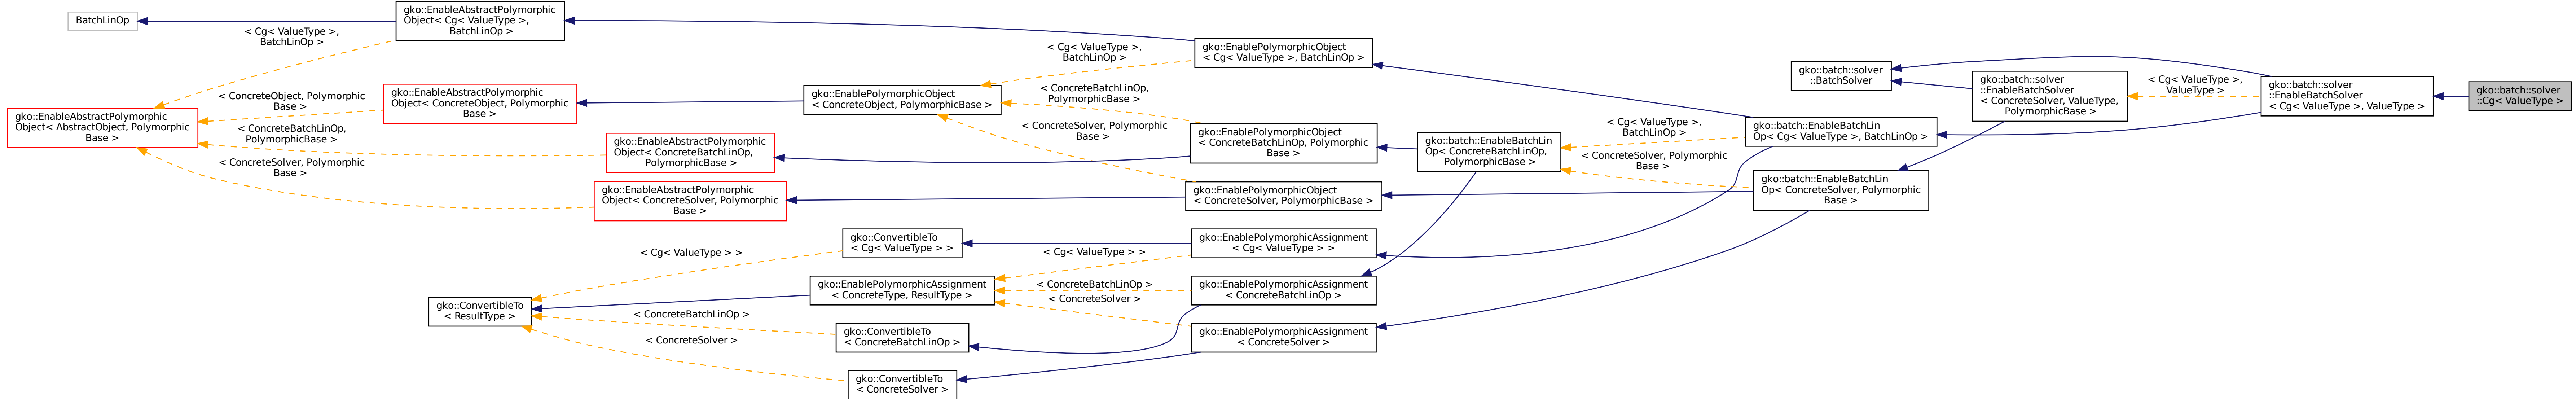 BatchLinOp
gko::EnableAbstractPolymorphic
Object< Cg< ValueType >,
BatchLinOp >
< Cg< ValueType >,
BatchLinOp >
gko::EnableAbstractPolymorphic
Object< AbstractObject, Polymorphic
Base >
< ConcreteObject, Polymorphic
Base >
< ConcreteBatchLinOp,
PolymorphicBase >
< ConcreteSolver, Polymorphic
Base >
gko::EnableAbstractPolymorphic
Object< ConcreteObject, Polymorphic
Base >
gko::EnableAbstractPolymorphic
Object< ConcreteBatchLinOp,
PolymorphicBase >
gko::EnableAbstractPolymorphic
Object< ConcreteSolver, Polymorphic
Base >
gko::EnablePolymorphicObject
< ConcreteObject, PolymorphicBase >
< Cg< ValueType >,
BatchLinOp >
< ConcreteBatchLinOp,
PolymorphicBase >
< ConcreteSolver, Polymorphic
Base >
gko::EnablePolymorphicObject
< Cg< ValueType >, BatchLinOp >
gko::EnablePolymorphicObject
< ConcreteBatchLinOp, Polymorphic
Base >
gko::EnablePolymorphicObject
< ConcreteSolver, PolymorphicBase >
gko::batch::EnableBatchLin
Op< ConcreteBatchLinOp,
PolymorphicBase >
< Cg< ValueType >,
BatchLinOp >
< ConcreteSolver, Polymorphic
Base >
gko::batch::EnableBatchLin
Op< Cg< ValueType >, BatchLinOp >
gko::batch::EnableBatchLin
Op< ConcreteSolver, Polymorphic
Base >
gko::batch::solver
::BatchSolver
gko::batch::solver
::EnableBatchSolver
< ConcreteSolver, ValueType,
PolymorphicBase >
< Cg< ValueType >,
ValueType >
gko::batch::solver
::EnableBatchSolver
< Cg< ValueType >, ValueType >
gko::batch::solver
::Cg< ValueType >
gko::ConvertibleTo
< ResultType >
< Cg< ValueType > >
< ConcreteBatchLinOp >
< ConcreteSolver >
gko::ConvertibleTo
< Cg< ValueType > >
gko::EnablePolymorphicAssignment
< ConcreteType, ResultType >
gko::ConvertibleTo
< ConcreteBatchLinOp >
gko::ConvertibleTo
< ConcreteSolver >
< Cg< ValueType > >
< ConcreteBatchLinOp >
< ConcreteSolver >
gko::EnablePolymorphicAssignment
< Cg< ValueType > >
gko::EnablePolymorphicAssignment
< ConcreteBatchLinOp >
gko::EnablePolymorphicAssignment
< ConcreteSolver >